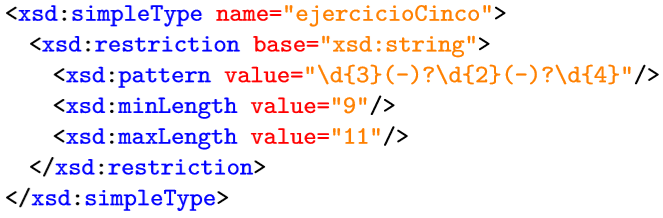 <xsd:simpleType name="ejercicioCinco">
<xsd:restriction base="xsd:string">
<xsd:pattern value="\d{3}(-)?\d{2}(-)?\d{4}"/>
<xsd:minLength value="9"/>
<xsd:maxLength value="11"/>
</xsd:restriction>
</xsd:simpleType>